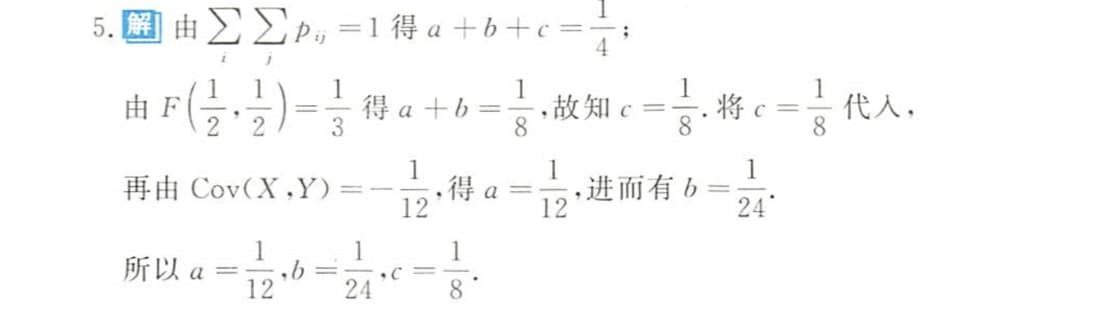 5. 解 由 $\sum_{i}\sum_{j} p_{ij} = 1$ 得 $a + b + c = \frac{1}{4}$;
由 $F\left(\frac{1}{2},\frac{1}{2}\right) = \frac{1}{3}$ 得 $a + b = \frac{1}{8}$,故知 $c = \frac{1}{8}$.将 $c = \frac{1}{8}$ 代入,
再由 $\mathrm{Cov}(X,Y) = -\frac{1}{12}$,得 $a = \frac{1}{12}$,进而有 $b = \frac{1}{24}$.
所以 $a = \frac{1}{12}$,$b = \frac{1}{24}$,$c = \frac{1}{8}$.